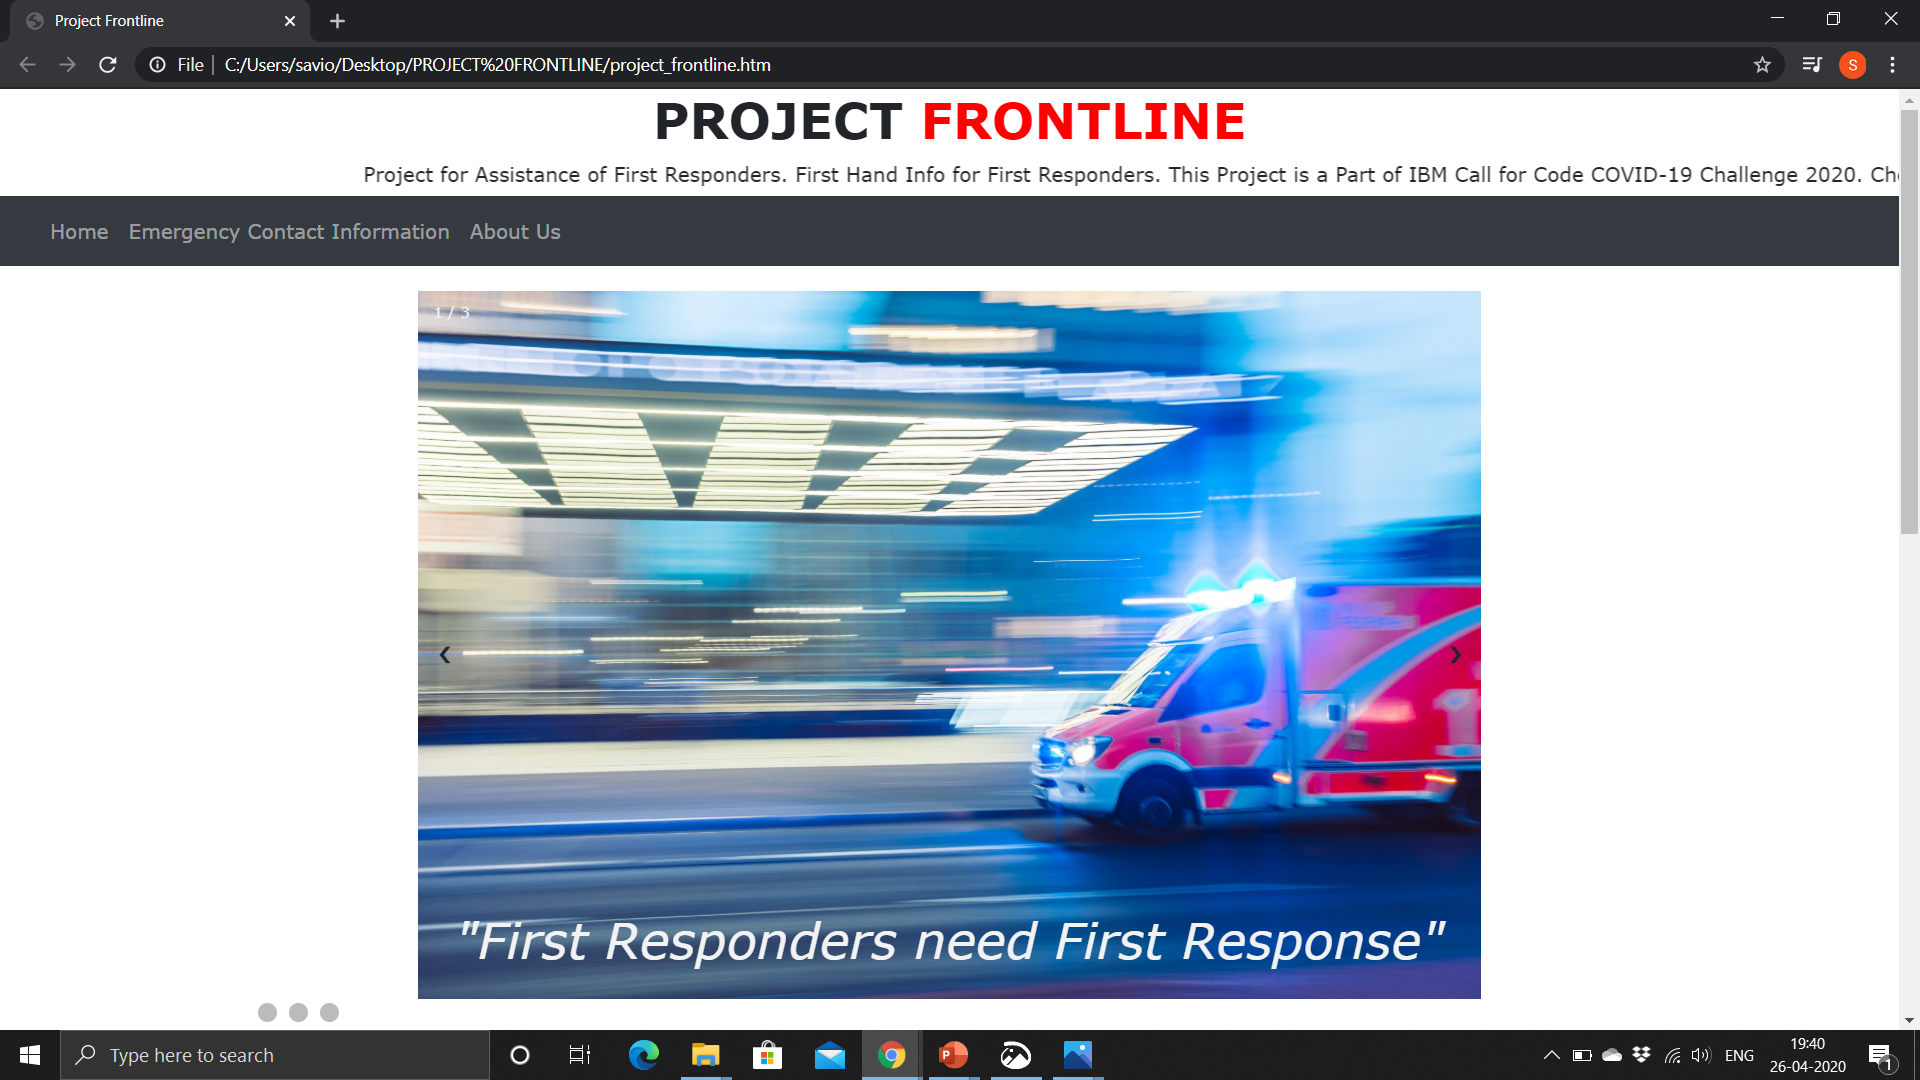 Project Frontline
File
C:/Users/savio/Desktop/PROJECT%20FRONTLINE/project_frontline.htm
S
PROJECT FRONTLINE
Project for Assistance of First Responders. First Hand Info for First Responders. This Project is a Part of IBM Call for Code COVID-19 Challenge 2020. Ch
Home Emergency Contact Information About Us
1 / 3
"First Responders need First Response"
Type here to search
P
ENG
19:40
26-04-2020
1